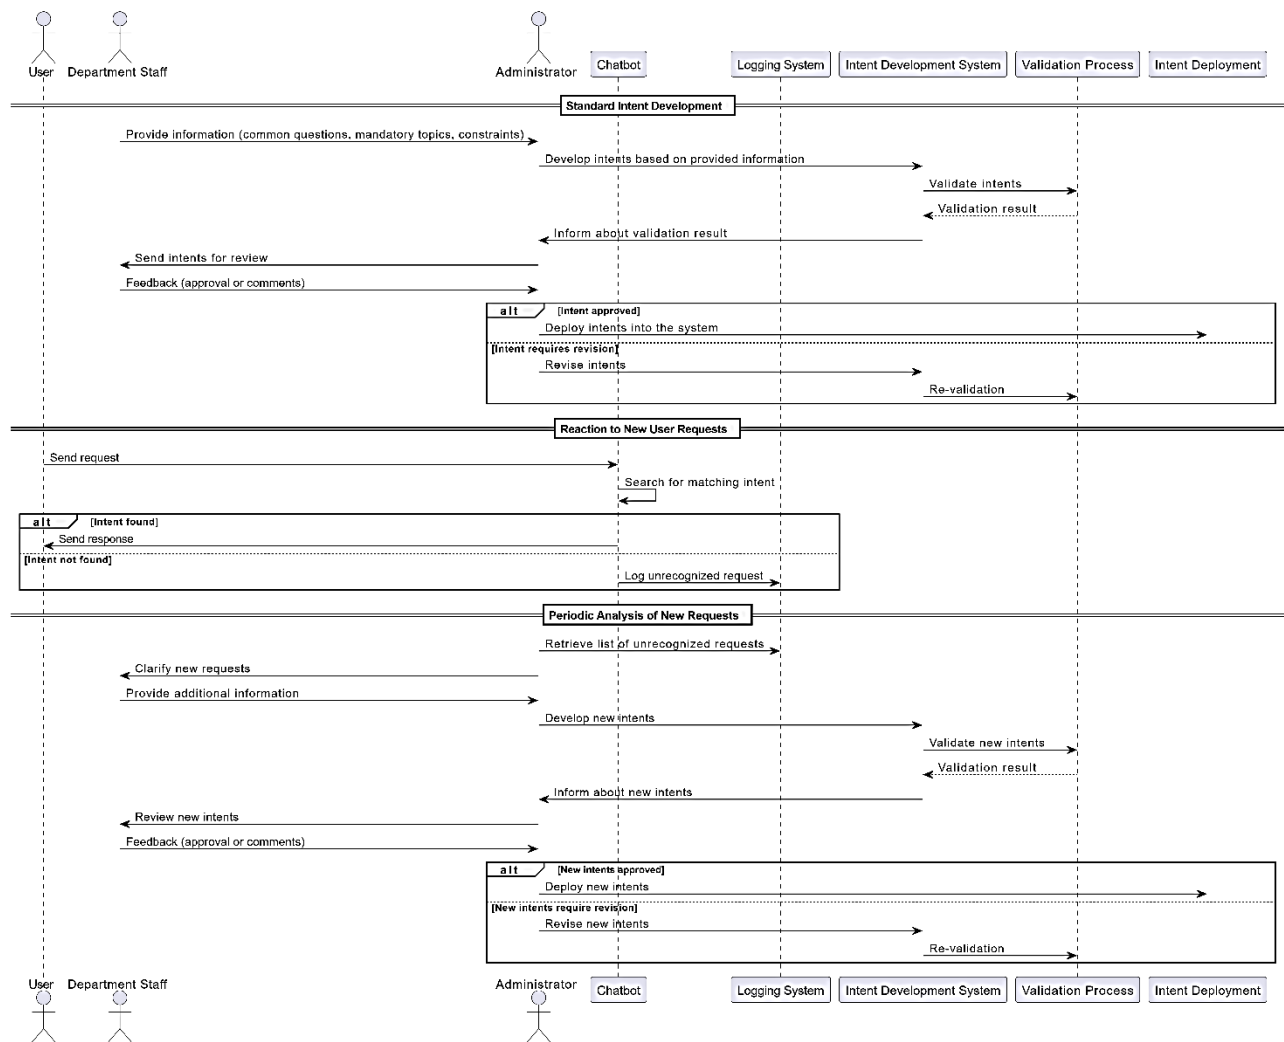 User
Department Staff
Administrator
Chatbot
Logging System
Intent Development System
Validation Process
Intent Deployment
Standard Intent Development
Provide information (common questions, mandatory topics, constraints)
Develop intents based on provided information
Validate intents
Validation result
Inform about validation result
Send intents for review
Feedback (approval or comments)
alt [Intent approved]
Deploy intents into the system
[Intent requires revision]
Revise intents
Re-validation
Reaction to New User Requests
Send request
Search for matching intent
alt [Intent found]
Send response
[Intent not found]
Log unrecognized request
Periodic Analysis of New Requests
Retrieve list of unrecognized requests
Clarify new requests
Provide additional information
Develop new intents
Validate new intents
Validation result
Inform about new intents
Review new intents
Feedback (approval or comments)
alt [New intents approved]
Deploy new intents
[New intents require revision]
Revise new intents
Re-validation
User
Department Staff
Administrator
Chatbot
Logging System
Intent Development System
Validation Process
Intent Deployment